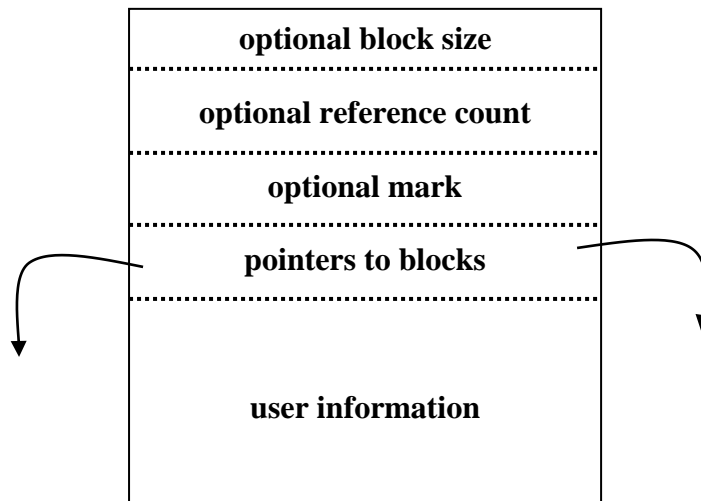 optional block size
optional reference count
optional mark
pointers to blocks
user information